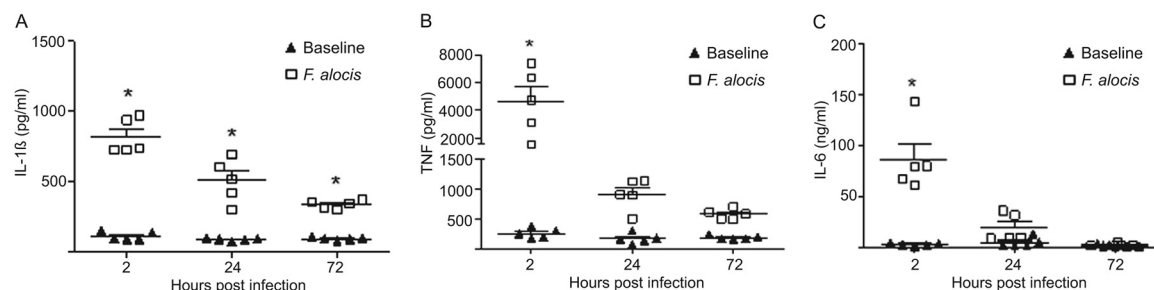 A
IL-1ß (pg/ml)
1500
1000
500
*
*
*
Baseline
F. alocis
2
24
72
Hours post infection
B
TNF (pg/ml)
8000
6000
4000
2000
1500
1000
500
*
Baseline
F. alocis
2
24
72
Hours post infection
C
IL-6 (ng/ml)
200
150
100
50
*
Baseline
F. alocis
2
24
72
Hours post infection